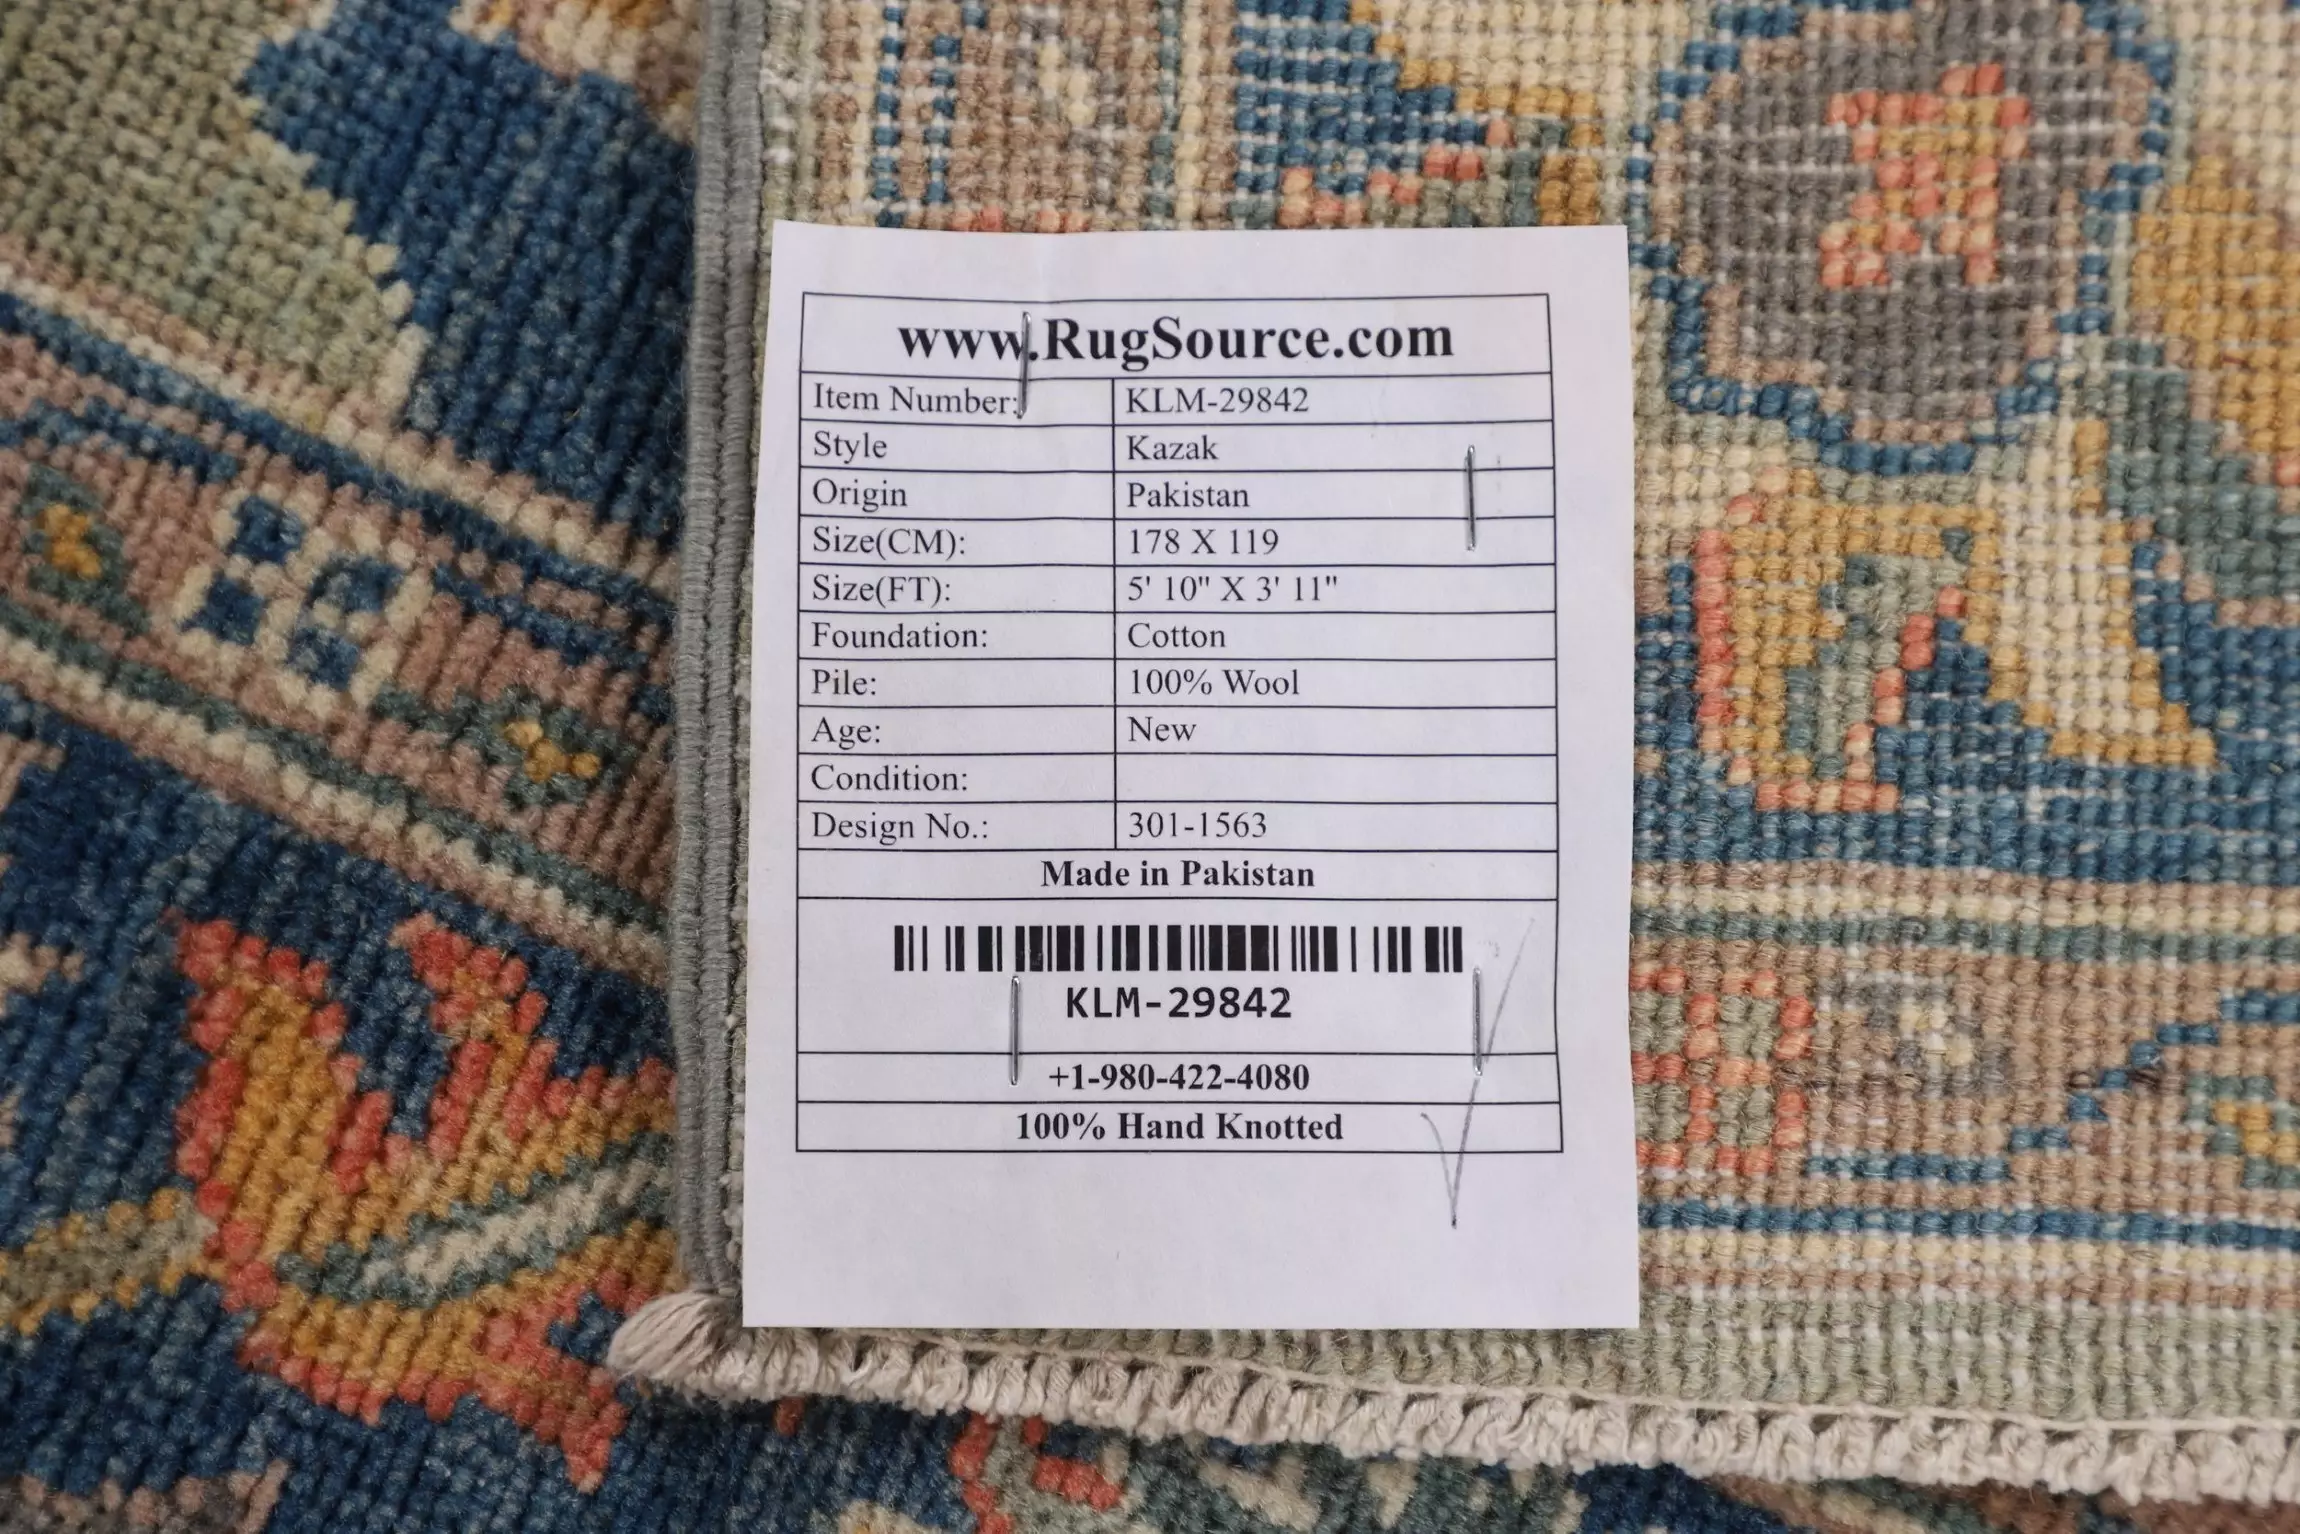 www.RugSource.com
Item Number: KLM-29842
Style Kazak
Origin Pakistan
Size(CM): 178 X 119
Size(FT): 5' 10" X 3' 11"
Foundation: Cotton
Pile: 100% Wool
Age: New
Condition:
Design No.: 301-1563
Made in Pakistan
KLM-29842
+1-980-422-4080
100% Hand Knotted